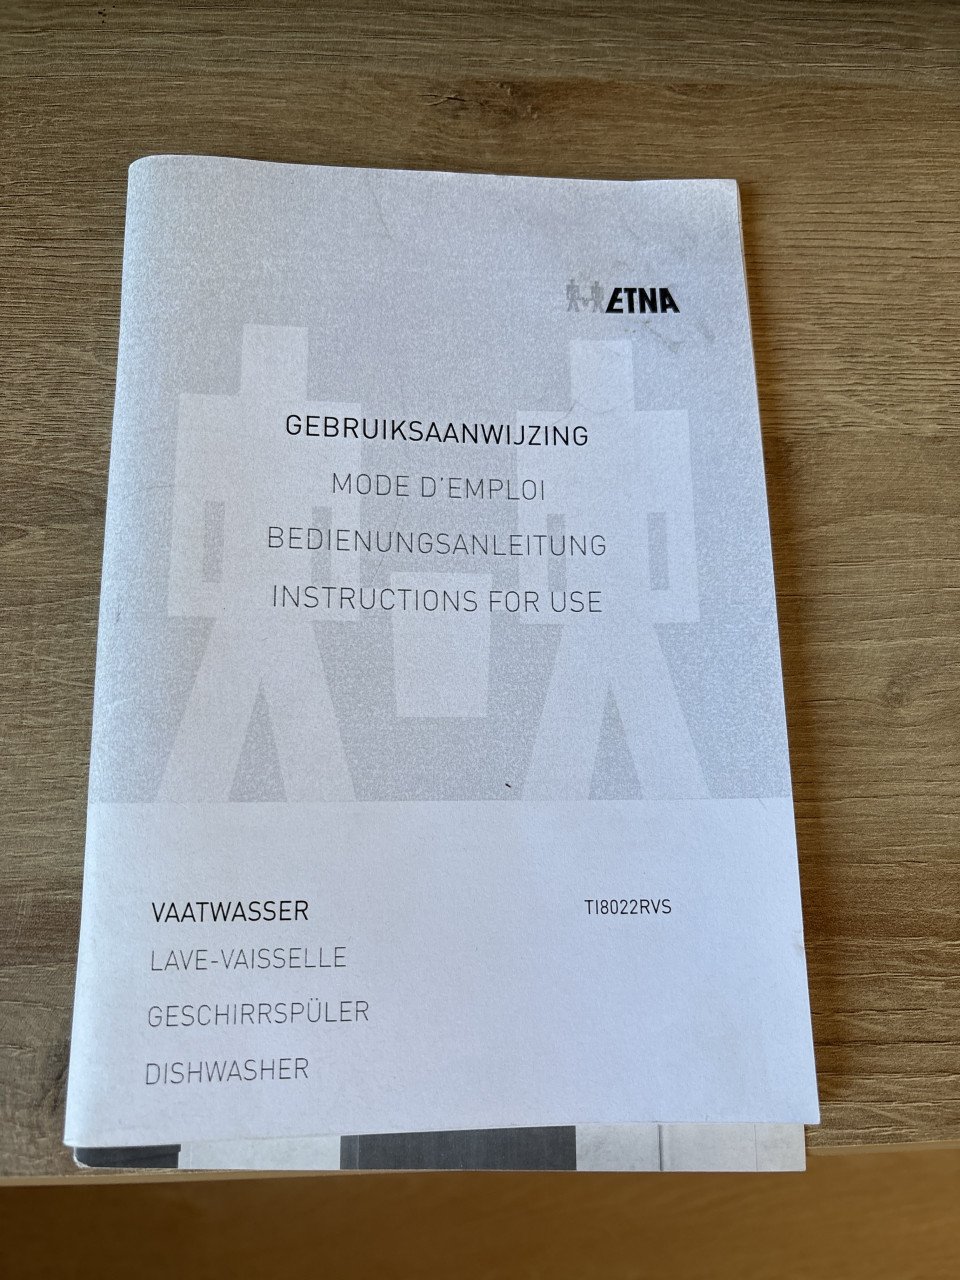 ETNA
GEBRUIKSAANWIJZING
MODE D'EMPLOI
BEDIENUNGSANLEITUNG
INSTRUCTIONS FOR USE
VAATWASSER TI8022RVS
LAVE-VAISSELLE
GESCHIRRSPÜLER
DISHWASHER